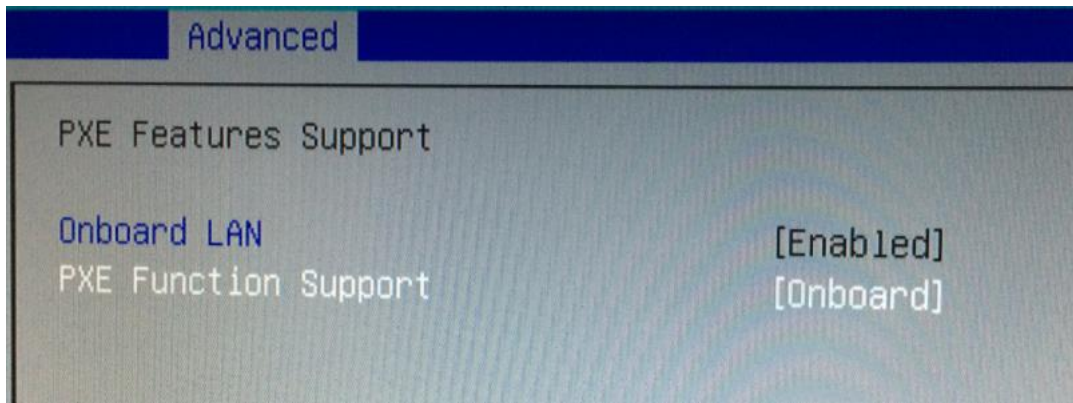 Advanced
PXE Features Support
Onboard LAN [Enabled]
PXE Function Support [Onboard]